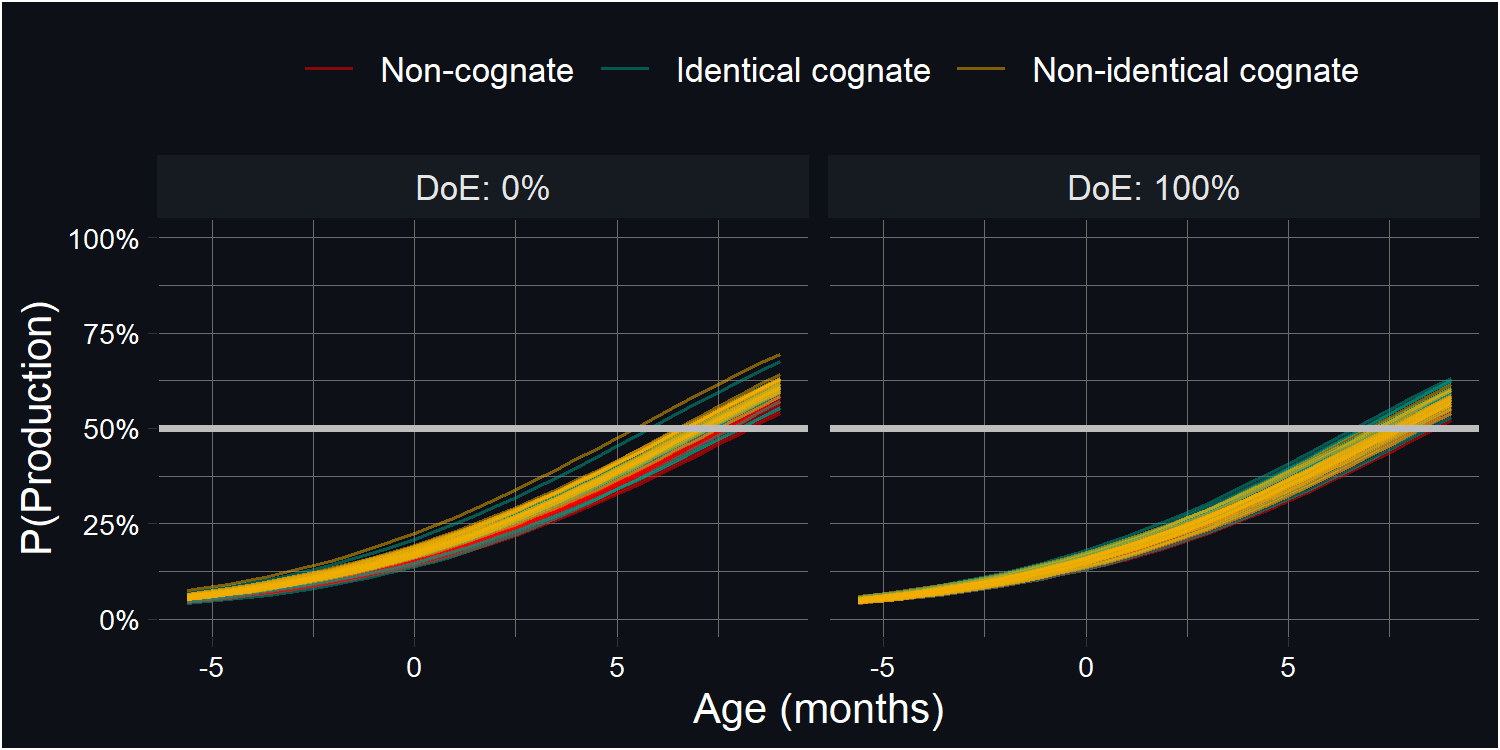 Non-cognate Identical cognate Non-identical cognate
DoE: 0% DoE: 100%
100%
75%
50%
25%
0%
P(Production)
-5 0 5 -5 0 5
Age (months)